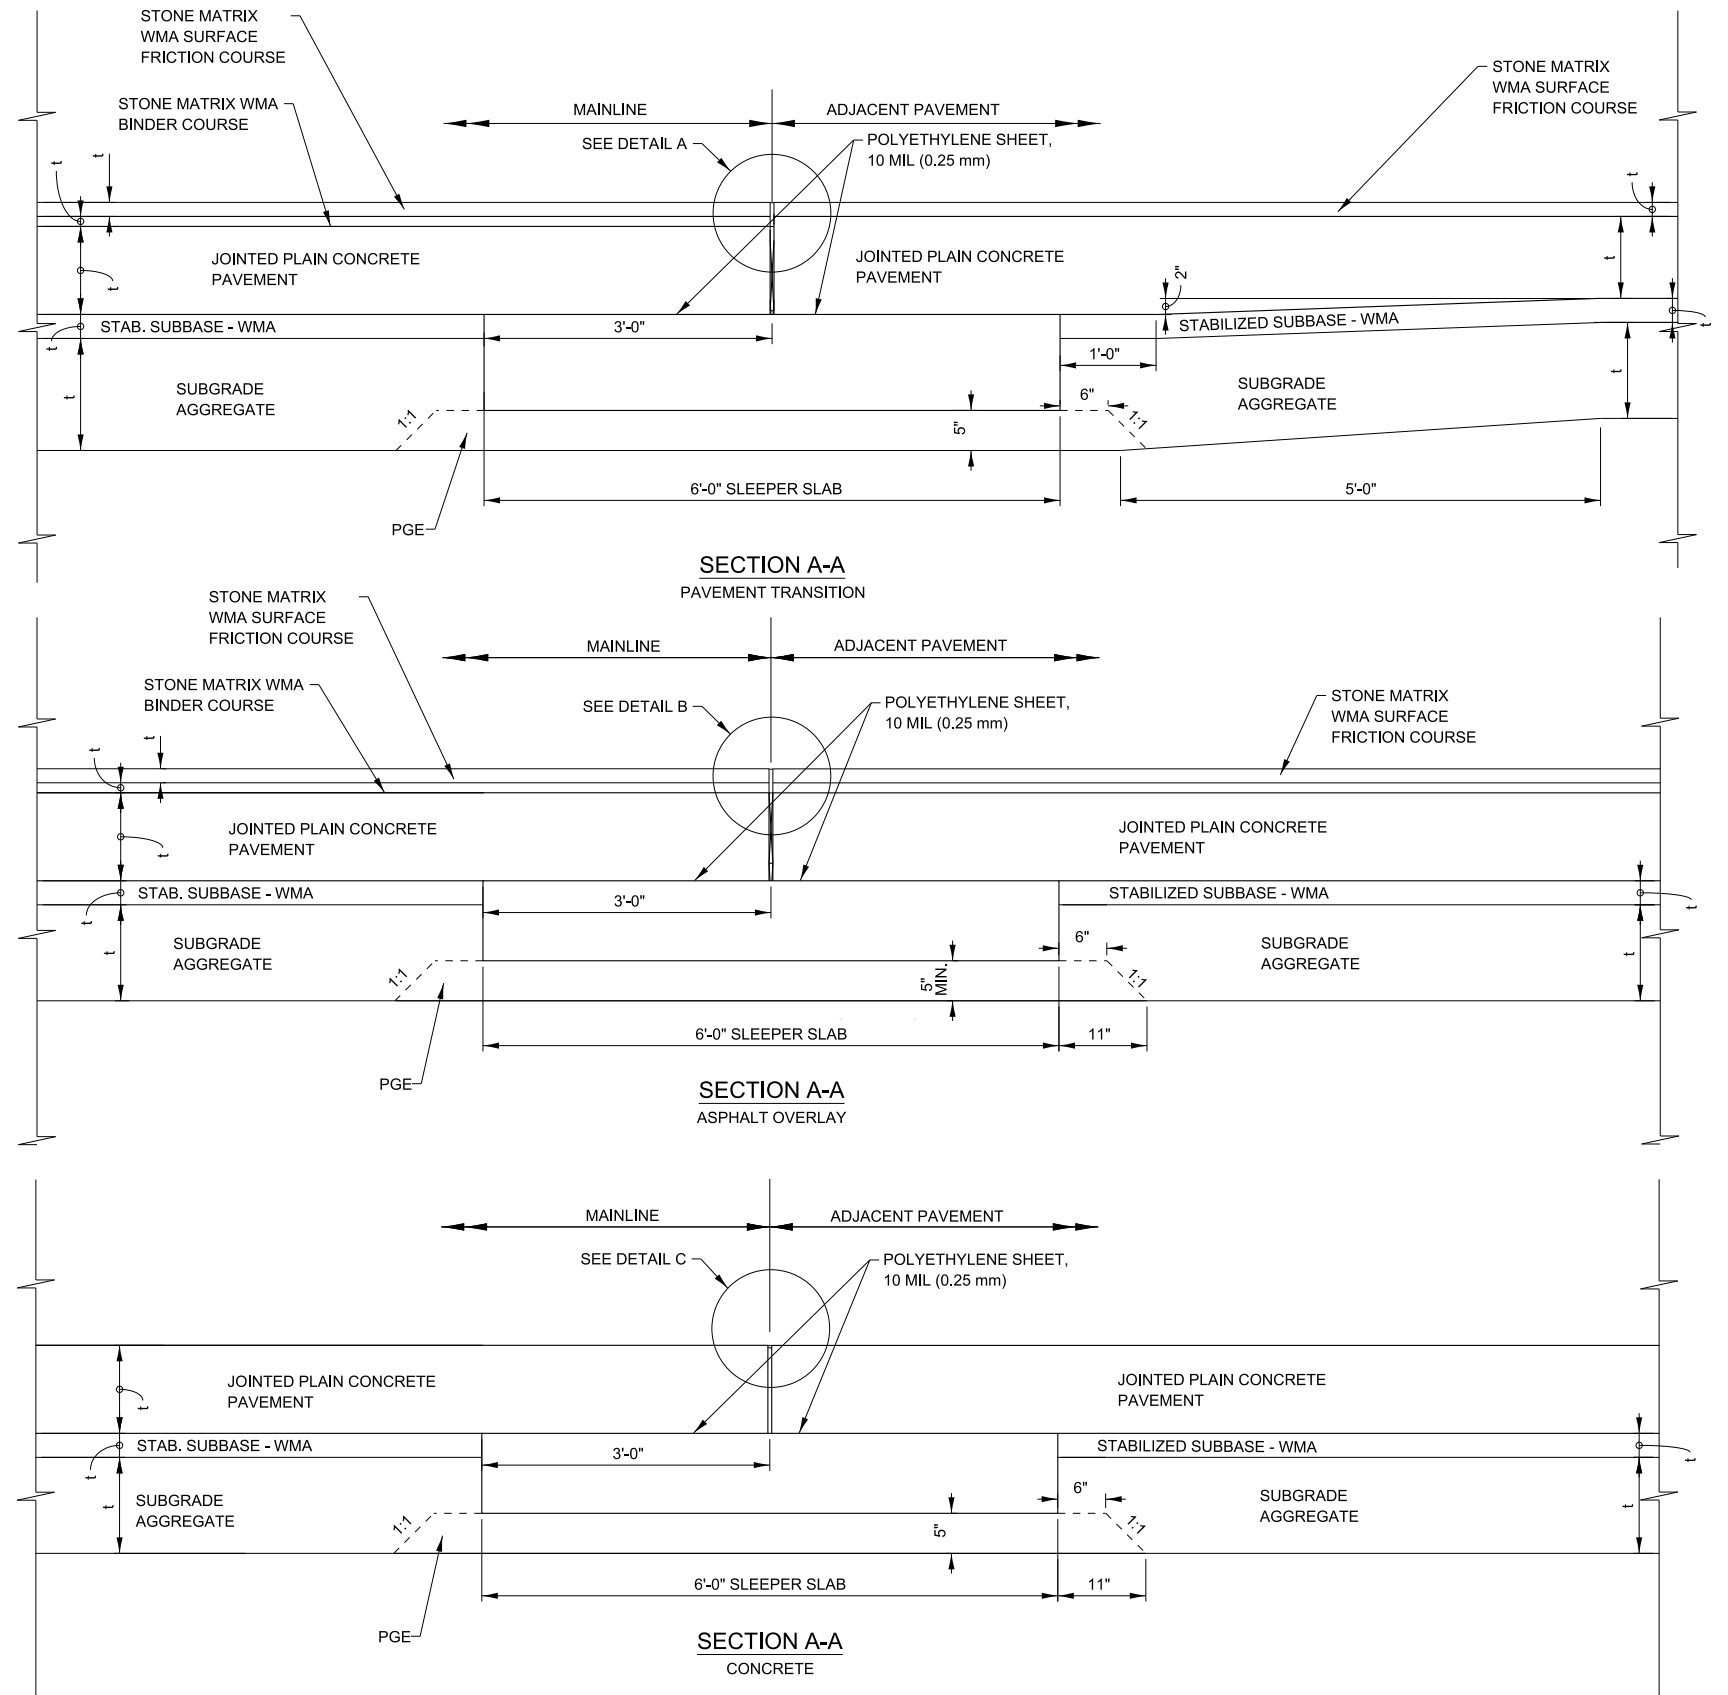 STONE MATRIX
WMA SURFACE
FRICTION COURSE
STONE MATRIX WMA
BINDER COURSE
MAINLINE
ADJACENT PAVEMENT
STONE MATRIX
WMA SURFACE
FRICTION COURSE
SEE DETAIL A
POLYETHYLENE SHEET,
10 MIL (0.25 mm)
t
t
t
JOINTED PLAIN CONCRETE
PAVEMENT
JOINTED PLAIN CONCRETE
PAVEMENT
t
2"
t
STAB. SUBBASE - WMA
3'-0"
STABILIZED SUBBASE - WMA
t
t
1'-0"
SUBGRADE
AGGREGATE
t
SUBGRADE
AGGREGATE
t
1:1
5"
6"
1:1
6'-0" SLEEPER SLAB
5'-0"
PGE
SECTION A-A
PAVEMENT TRANSITION
STONE MATRIX
WMA SURFACE
FRICTION COURSE
STONE MATRIX WMA
BINDER COURSE
MAINLINE
ADJACENT PAVEMENT
SEE DETAIL B
POLYETHYLENE SHEET,
10 MIL (0.25 mm)
STONE MATRIX
WMA SURFACE
FRICTION COURSE
t
t
JOINTED PLAIN CONCRETE
PAVEMENT
JOINTED PLAIN CONCRETE
PAVEMENT
t
STAB. SUBBASE - WMA
3'-0"
STABILIZED SUBBASE - WMA
t
t
SUBGRADE
AGGREGATE
t
6"
SUBGRADE
AGGREGATE
t
1:1
5"
MIN.
1:1
6'-0" SLEEPER SLAB
11"
PGE
SECTION A-A
ASPHALT OVERLAY
MAINLINE
ADJACENT PAVEMENT
SEE DETAIL C
POLYETHYLENE SHEET,
10 MIL (0.25 mm)
JOINTED PLAIN CONCRETE
PAVEMENT
JOINTED PLAIN CONCRETE
PAVEMENT
t
STAB. SUBBASE - WMA
3'-0"
STABILIZED SUBBASE - WMA
t
t
SUBGRADE
AGGREGATE
t
6"
SUBGRADE
AGGREGATE
t
1:1
5"
1:1
6'-0" SLEEPER SLAB
11"
PGE
SECTION A-A
CONCRETE